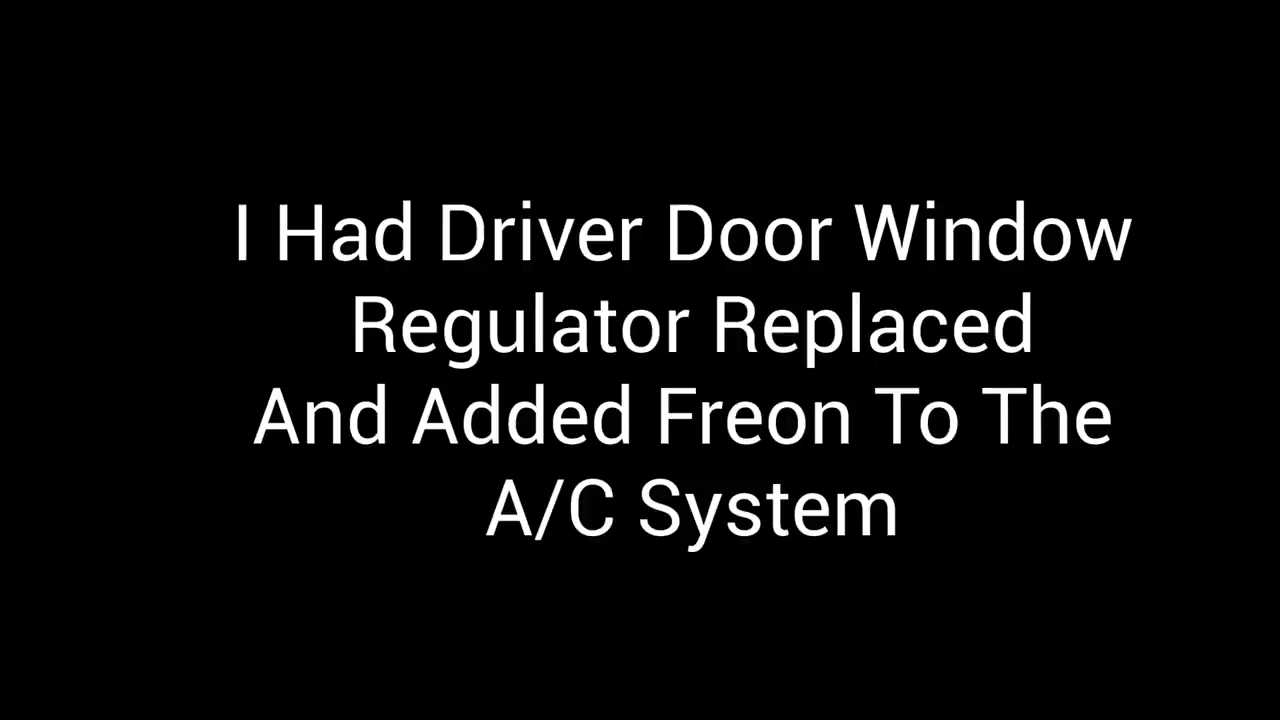 I Had Driver Door Window
Regulator Replaced
And Added Freon To The
A/C System